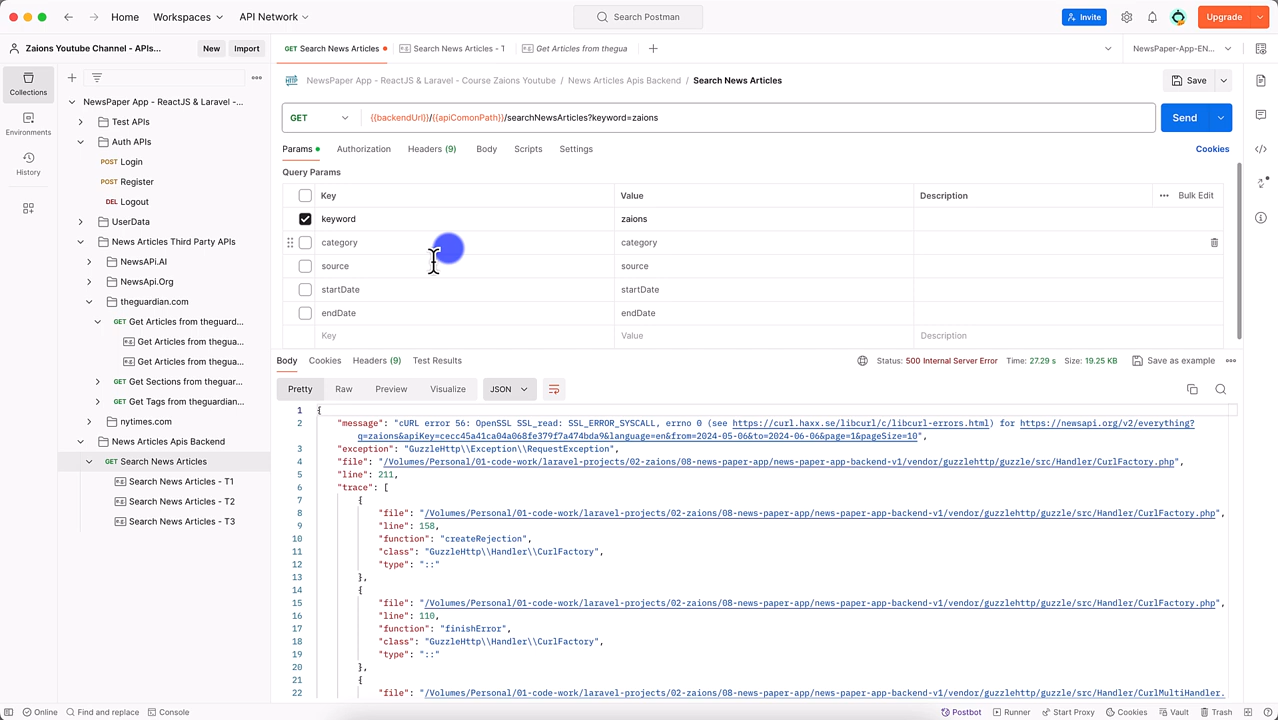 Home Workspaces API Network Search Postman Invite Upgrade
Zaions Youtube Channel - APIs... New Import
GET Search News Articles Search News Articles - T Get Articles from thegua NewsPaper-App-EN...
Collections
Environments
History
NewsPaper App - ReactJS & Laravel -...
Test APIs
Auth APIs
POST Login
POST Register
DEL Logout
UserData
News Articles Third Party APIs
NewsAPi.AI
NewsApi.Org
theguardian.com
GET Get Articles from theguard...
Get Articles from thegua...
Get Articles from thegua...
GET Get Sections from theguar...
GET Get Tags from theguardian...
nytimes.com
News Articles Apis Backend
GET Search News Articles
Search News Articles - T1
Search News Articles - T2
Search News Articles - T3
NewsPaper App - ReactJS & Laravel - Course Zaions Youtube / News Articles Apis Backend / Search News Articles Save
GET {{backendUrl}}/{{apiComonPath}}/searchNewsArticles?keyword=zaions Send
Params Authorization Headers (9) Body Scripts Settings Cookies
Query Params
Key Value Description Bulk Edit
keyword zaions
category category
source source
startDate startDate
endDate endDate
Key Value Description
Body Cookies Headers (9) Test Results Status: 500 Internal Server Error Time: 27.29 s Size: 19.25 KB Save as example
Pretty Raw Preview Visualize JSON
1 {
2 "message": "cURL error 56: OpenSSL SSL_read: SSL_ERROR_SYSCALL, errno 0 (see https://curl.haxx.se/libcurl/c/libcurl-errors.html) for https://newsapi.org/v2/everything?
q=zaions&apiKey=cecc45a41ca04a068fe379f7a474bda9&language=en&from=2024-05-06&to=2024-06-06&page=1&pageSize=10",
3 "exception": "GuzzleHttp\\Exception\\RequestException",
4 "file": "/Volumes/Personal/01-code-work/laravel-projects/02-zaions/08-news-paper-app/news-paper-app-backend-v1/vendor/guzzlehttp/guzzle/src/Handler/CurlFactory.php",
5 "line": 211,
6 "trace": [
7 {
8 "file": "/Volumes/Personal/01-code-work/laravel-projects/02-zaions/08-news-paper-app/news-paper-app-backend-v1/vendor/guzzlehttp/guzzle/src/Handler/CurlFactory.php",
9 "line": 158,
10 "function": "createRejection",
11 "class": "GuzzleHttp\\Handler\\CurlFactory",
12 "type": "::"
13 },
14 {
15 "file": "/Volumes/Personal/01-code-work/laravel-projects/02-zaions/08-news-paper-app/news-paper-app-backend-v1/vendor/guzzlehttp/guzzle/src/Handler/CurlFactory.php",
16 "line": 110,
17 "function": "finishError",
18 "class": "GuzzleHttp\\Handler\\CurlFactory",
19 "type": "::"
20 },
21 {
22 "file": "/Volumes/Personal/01-code-work/laravel-projects/02-zaions/08-news-paper-app/news-paper-app-backend-v1/vendor/guzzlehttp/guzzle/src/Handler/CurlMultiHandler.
Online Find and replace Console Postbot Runner Start Proxy Cookies Vault Trash